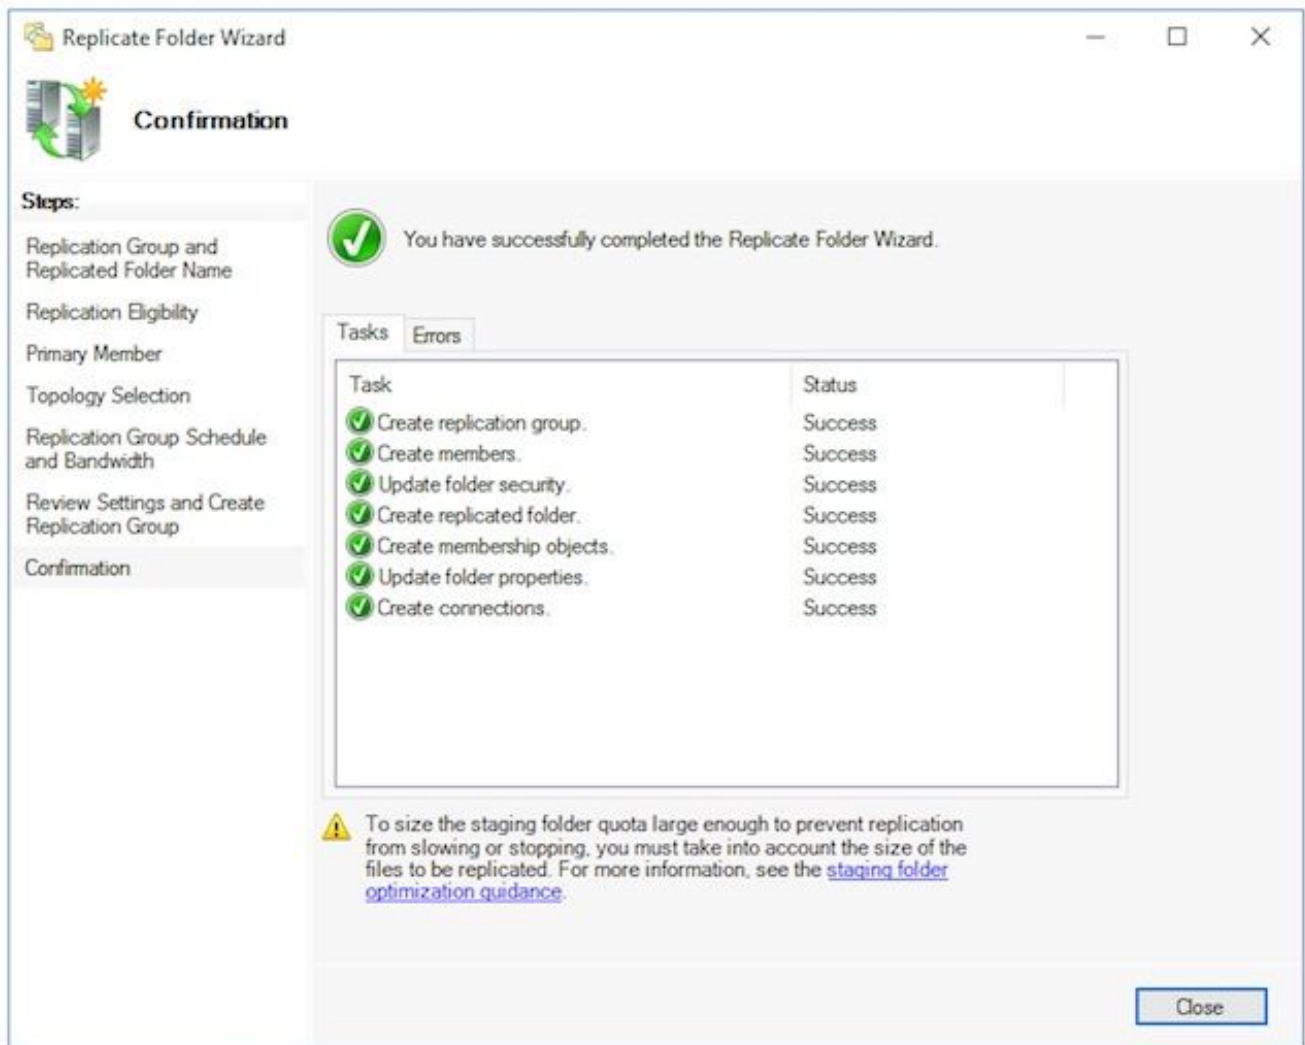 Replicate Folder Wizard
Confirmation
Steps:
Replication Group and
Replicated Folder Name
Replication Eligibility
Primary Member
Topology Selection
Replication Group Schedule
and Bandwidth
Review Settings and Create
Replication Group
Confirmation
You have successfully completed the Replicate Folder Wizard.
Tasks Errors
Task Status
Create replication group. Success
Create members. Success
Update folder security. Success
Create replicated folder. Success
Create membership objects. Success
Update folder properties. Success
Create connections. Success
To size the staging folder quota large enough to prevent replication
from slowing or stopping, you must take into account the size of the
files to be replicated. For more information, see the staging folder
optimization guidance.
Close